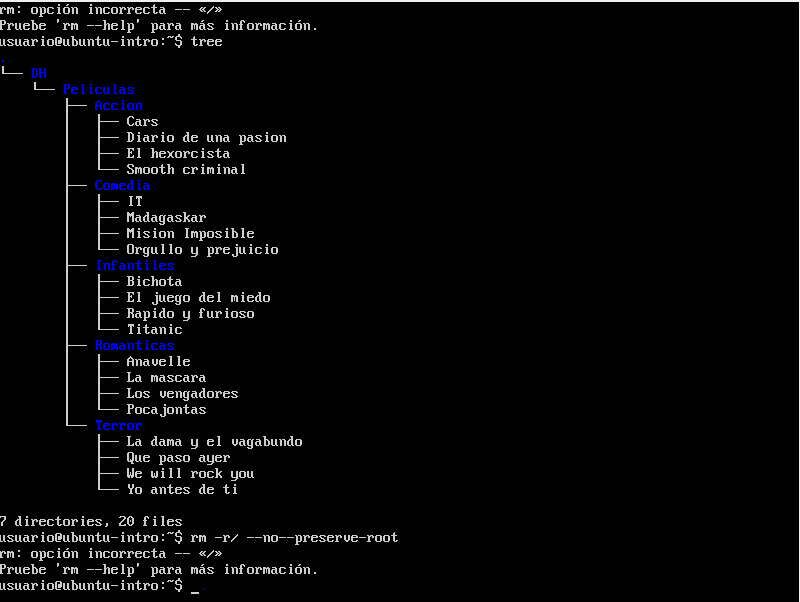 rm: opción incorrecta -- «/»
Pruebe 'rm --help' para más información.
usuario@ubuntu-intro:~$ tree
.
└── DH
    └── Peliculas
        ├── Accion
        │   ├── Cars
        │   ├── Diario de una pasion
        │   ├── El hexorcista
        │   └── Smooth criminal
        ├── Comedia
        │   ├── IT
        │   ├── Madagaskar
        │   ├── Mision Imposible
        │   └── Orgullo y prejuicio
        ├── Infantiles
        │   ├── Bichota
        │   ├── El juego del miedo
        │   ├── Rapido y furioso
        │   └── Titanic
        ├── Romanticas
        │   ├── Anavelle
        │   ├── La mascara
        │   ├── Los vengadores
        │   └── Pocajontas
        └── Terror
            ├── La dama y el vagabundo
            ├── Que paso ayer
            ├── We will rock you
            └── Yo antes de ti
7 directories, 20 files
usuario@ubuntu-intro:~$ rm -r/ --no--preserve-root
rm: opción incorrecta -- «/»
Pruebe 'rm --help' para más información.
usuario@ubuntu-intro:~$ _